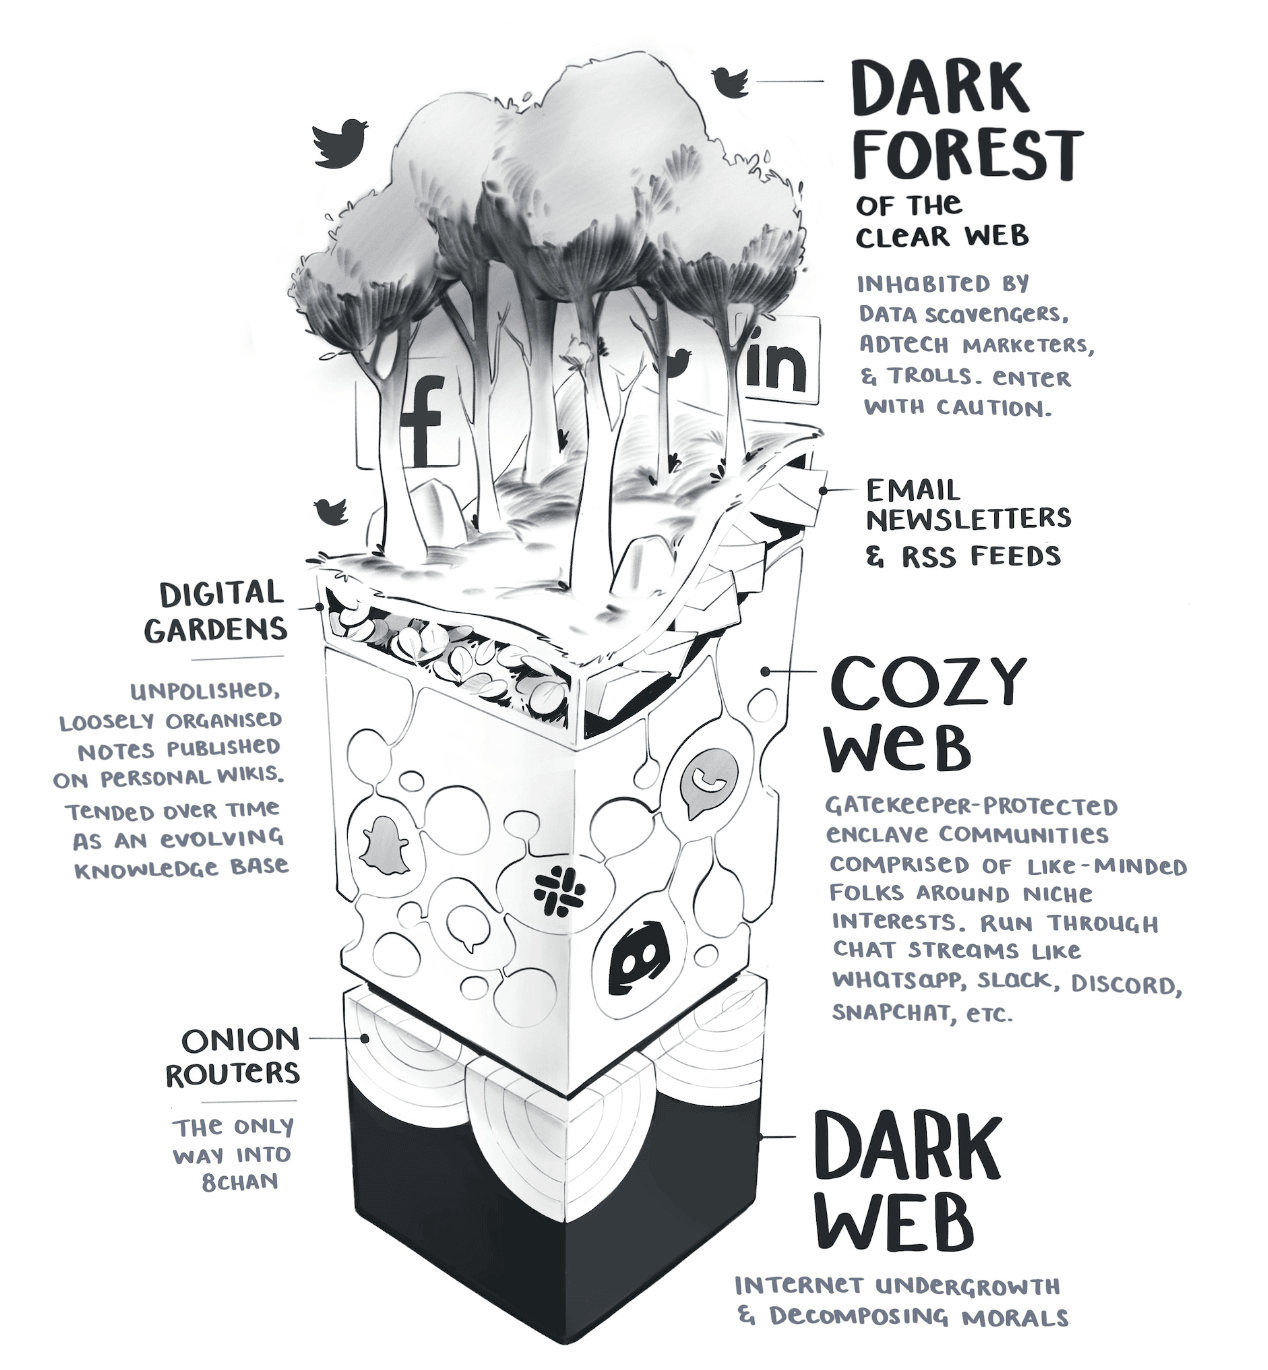 DARK
FOREST
OF THE
CLEAR WEB
INHABITED BY
DATA SCAVENGERS,
ADTECH MARKETERS,
& TROLLS. ENTER
WITH CAUTION.
f
in
EMAIL
NEWSLETTERS
& RSS FEEDS
DIGITAL
GARDENS
UNPOLISHED,
LOOSELY ORGANISED
NOTES PUBLISHED
ON PERSONAL WIKIS.
TENDED OVER TIME
AS AN EVOLVING
KNOWLEDGE BASE
COZY
WEB
GATEKEEPER-PROTECTED
ENCLAVE COMMUNITIES
COMPRISED OF LIKE-MINDED
FOLKS AROUND NICHE
INTERESTS. RUN THROUGH
CHAT STREAMS LIKE
WHATSAPP, SLACK, DISCORD,
SNAPCHAT, ETC.
ONION
ROUTERS
THE ONLY
WAY INTO
8CHAN
DARK
WEB
INTERNET UNDERGROWTH
& DECOMPOSING MORALS